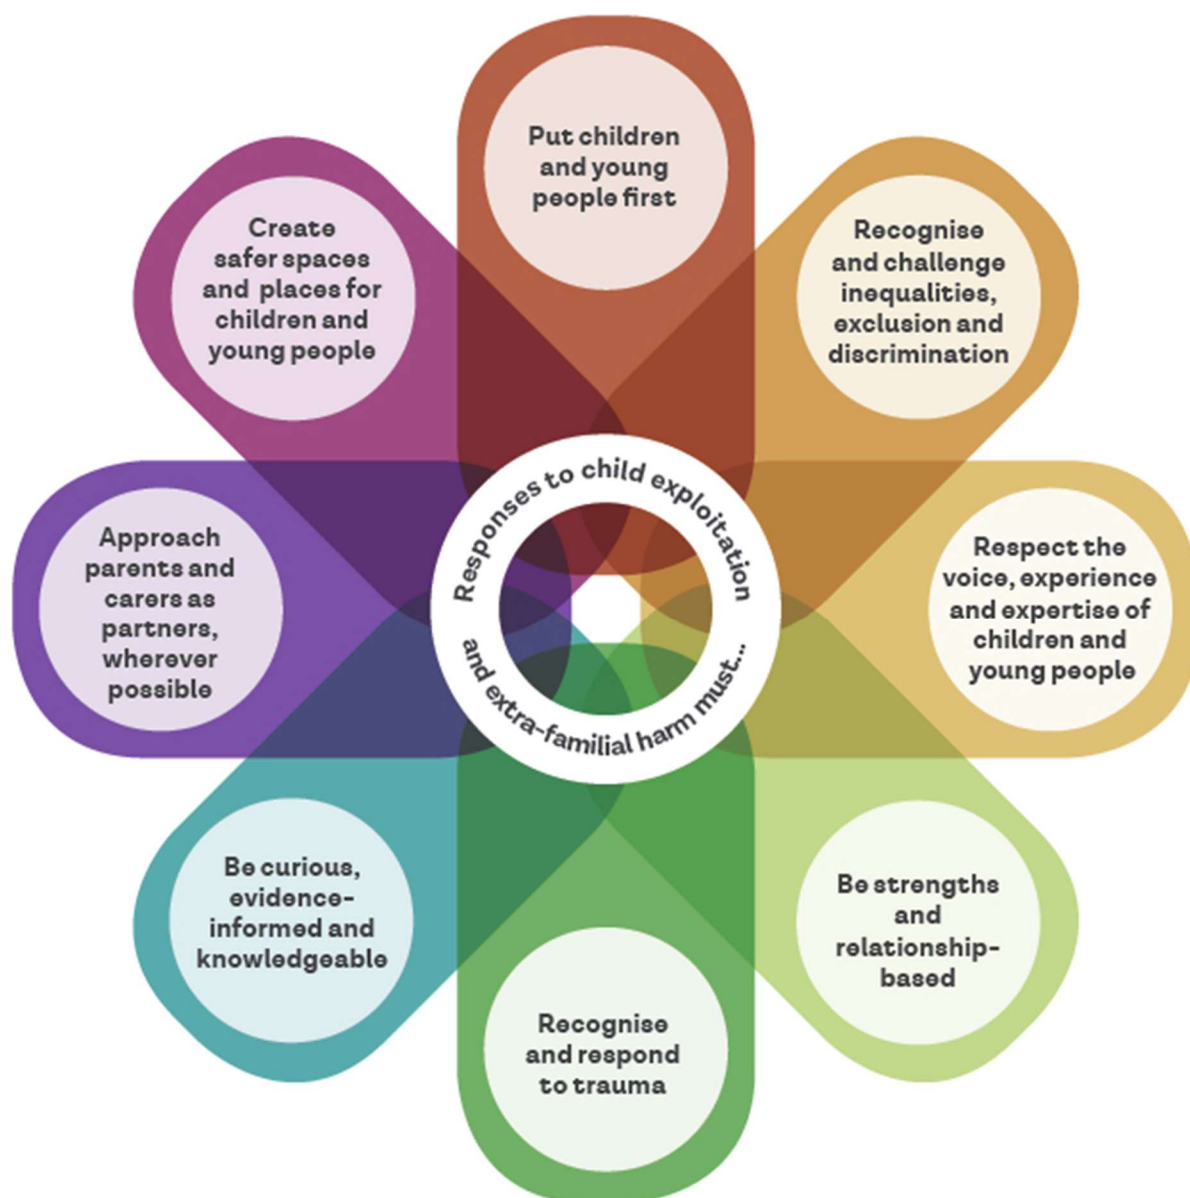 Put children
and young
people first
Recognise
and challenge
inequalities,
exclusion and
discrimination
Respect the
voice, experience
and expertise of
children and
young people
Be strengths
and
relationship-
based
Recognise
and respond
to trauma
Be curious,
evidence-
informed and
knowledgeable
Approach
parents and
carers as
partners,
wherever
possible
Create
safer spaces
and places for
children and
young people
Responses to child exploitation
and extra-familial harm must...